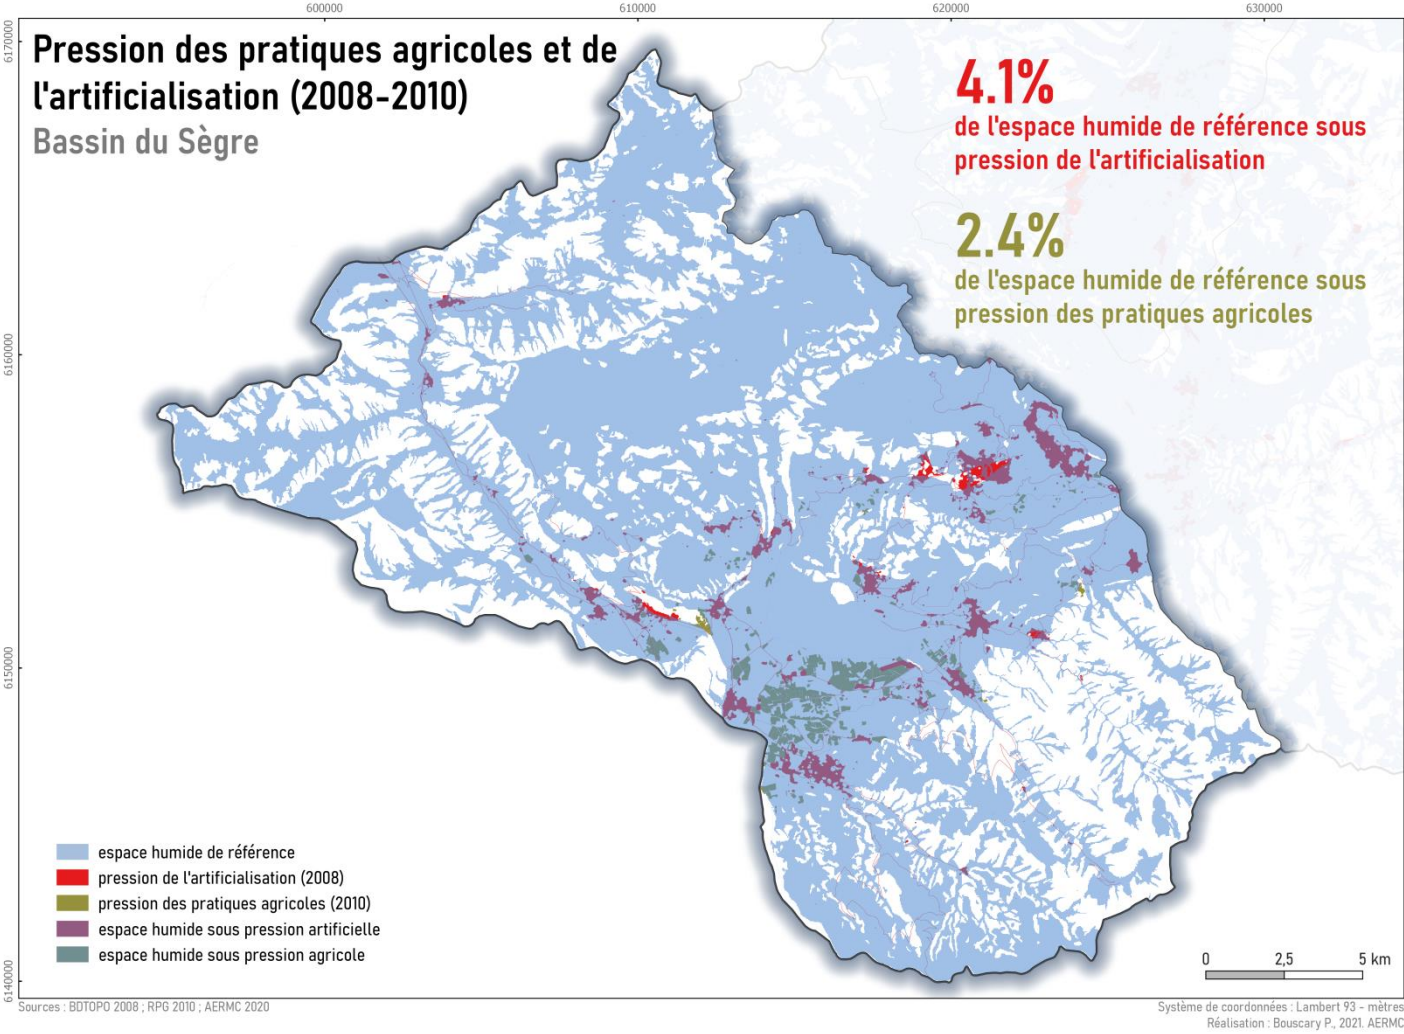 600000
610000
620000
630000
6170000
6160000
6150000
6140000
Pression des pratiques agricoles et de
l'artificialisation (2008-2010)
Bassin du Sègre
4.1%
de l'espace humide de référence sous
pression de l'artificialisation
2.4%
de l'espace humide de référence sous
pression des pratiques agricoles
espace humide de référence
pression de l'artificialisation (2008)
pression des pratiques agricoles (2010)
espace humide sous pression artificielle
espace humide sous pression agricole
0 2,5 5 km
Sources : BDTOPO 2008 ; RPG 2010 ; AERMC 2020
Système de coordonnées : Lambert 93 - mètres
Réalisation : Bouscary P., 2021. AERMC